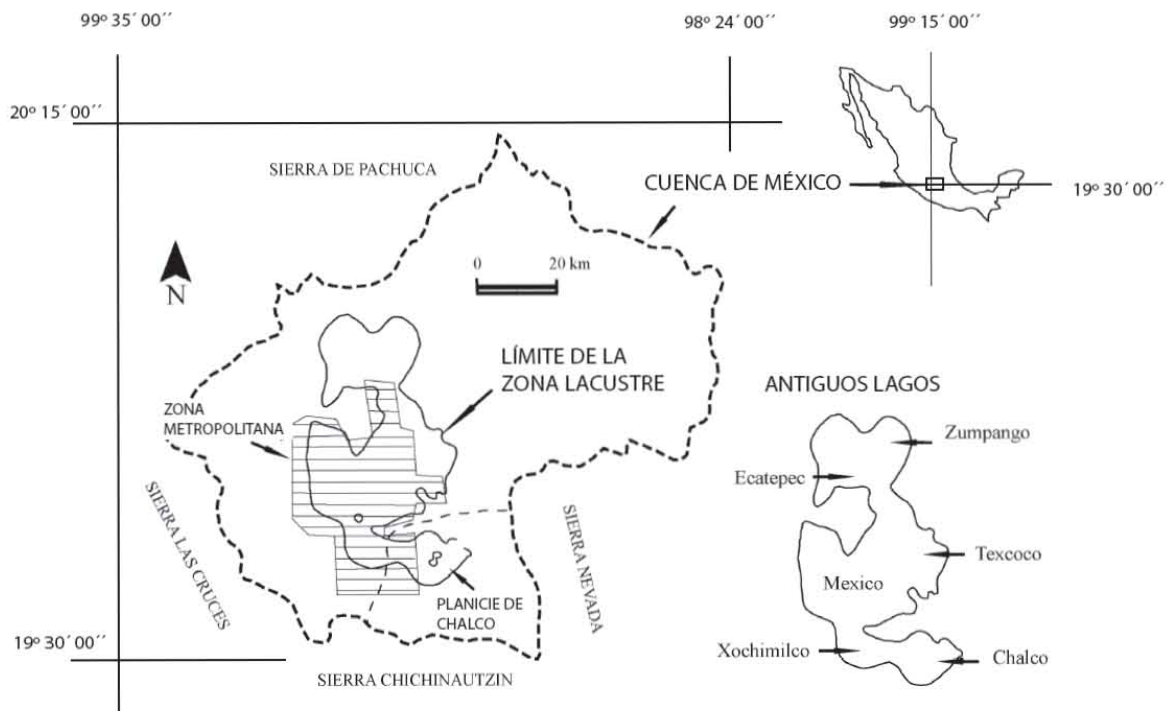 99º 35´ 00´´
98º 24´ 00´´
99º 15´ 00´´
20º 15´ 00´´
SIERRA DE PACHUCA
CUENCA DE MÉXICO
19º 30´ 00´´
0
20 km
N
LÍMITE DE LA
ZONA LACUSTRE
ANTIGUOS LAGOS
ZONA
METROPOLITANA
Zumpango
Ecatepec
SIERRA LAS CRUCES
SIERRA NEVADA
Texcoco
Mexico
PLANICIE DE
CHALCO
Xochimilco
Chalco
19º 30´ 00´´
SIERRA CHICHINAUTZIN